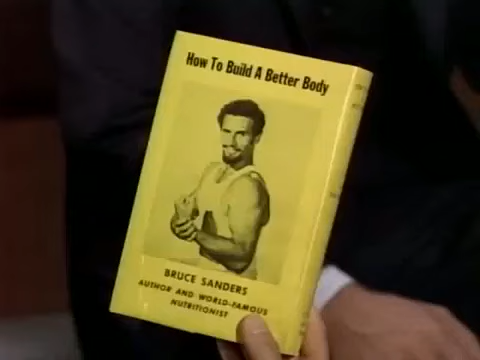 How To Build A Better Body
BRUCE SANDERS
AUTHOR AND WORLD-FAMOUS
NUTRITIONIST